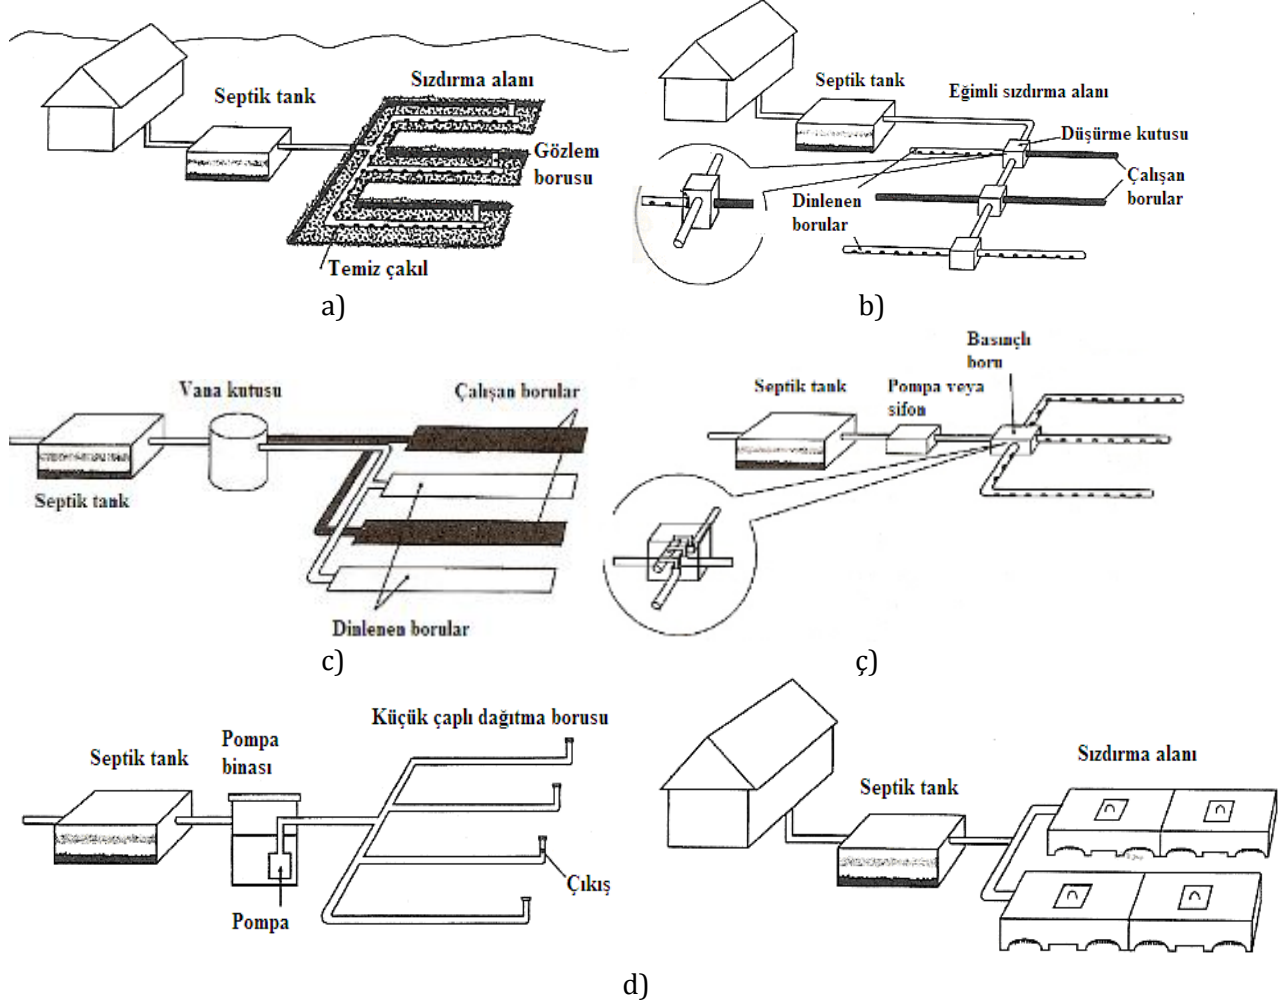 Septik tank
Sızdırma alanı
Gözlem
borusu
Temiz çakıl
a)
Septik tank
Eğimli sızdırma alanı
Düşürme kutusu
Çalışan
borular
Dinlenen
borular
b)
Vana kutusu
Çalışan borular
Septik tank
Dinlenen borular
c)
Basınçlı
boru
Septik tank
Pompa veya
sifon
ç)
Küçük çaplı dağıtma borusu
Pompa
binası
Septik tank
Çıkış
Pompa
Sızdırma alanı
Septik tank
d)